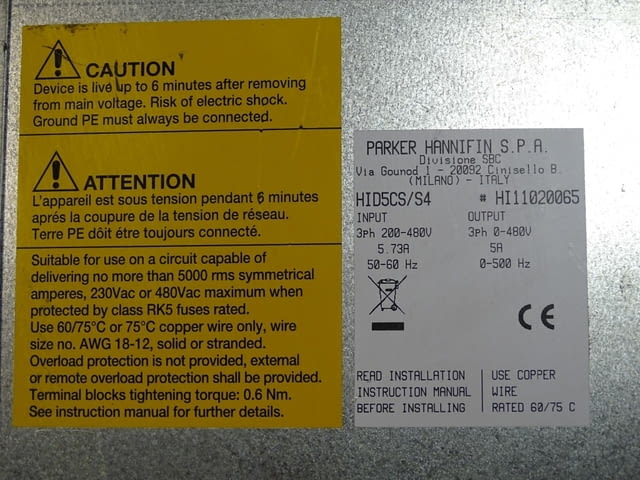 CAUTION
Device is live up to 6 minutes after removing
from main voltage. Risk of electric shock.
Ground PE must always be connected.
ATTENTION
L'appareil est sous tension pendant 6 minutes
aprés la coupure de la tension de réseau.
Terre PE dôit étre toujours connecté.
Suitable for use on a circuit capable of
delivering no more than 5000 rms symmetrical
amperes, 230Vac or 480Vac maximum when
protected by class RK5 fuses rated.
Use 60/75°C or 75°C copper wire only, wire
size no. AWG 18-12, solid or stranded.
Overload protection is not provided, external
or remote overload protection shall be provided.
Terminal blocks tightening torque: 0.6 Nm.
See instruction manual for further details.
PARKER HANNIFIN S.P.A.
Divisione SBC
Via Gounod 1 - 20092 Cinisello B.
(MILANO) - ITALY
HID5CS/S4 # HI11020065
INPUT OUTPUT
3Ph 200-480V 3Ph 0-480V
5.73A 5A
50-60 Hz 0-500 Hz
CE
READ INSTALLATION USE COPPER
INSTRUCTION MANUAL WIRE
BEFORE INSTALLING RATED 60/75 C